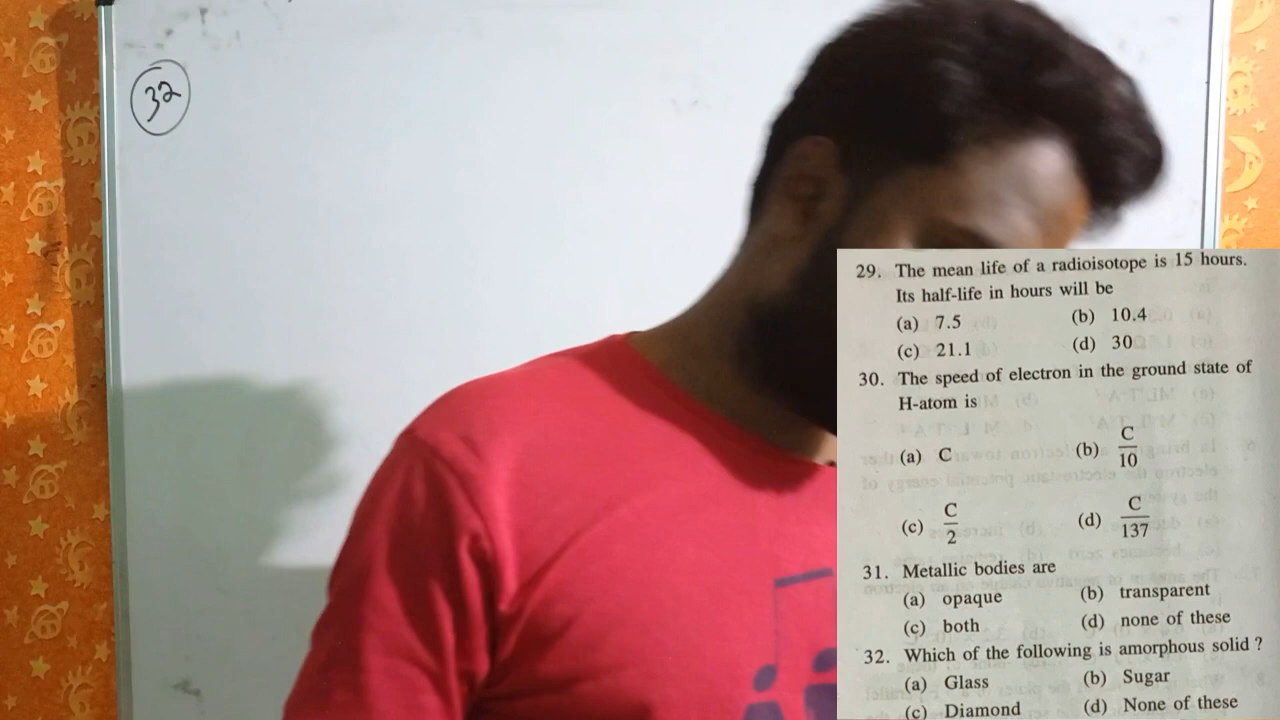 32
29. The mean life of a radioisotope is 15 hours.
Its half-life in hours will be
(a) 7.5 (b) 10.4
(c) 21.1 (d) 30
30. The speed of electron in the ground state of
H-atom is
(a) C (b) C/10
(c) C/2 (d) C/137
31. Metallic bodies are
(a) opaque (b) transparent
(c) both (d) none of these
32. Which of the following is amorphous solid ?
(a) Glass (b) Sugar
(c) Diamond (d) None of these